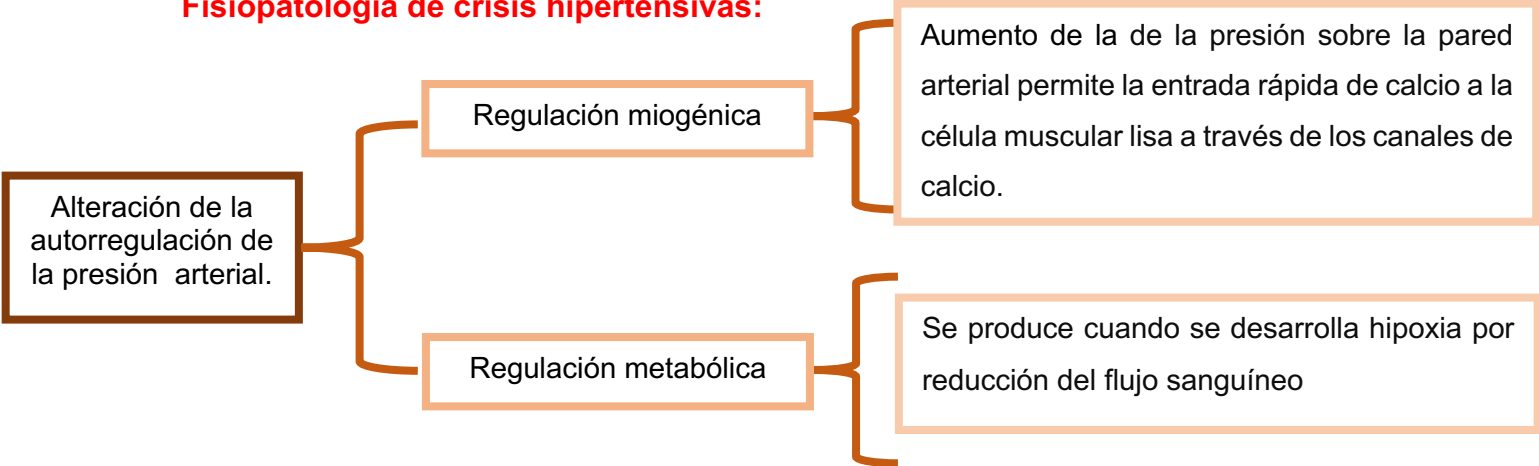 Fisiopatología de crisis hipertensivas:
Aumento de la de la presión sobre la pared
arterial permite la entrada rápida de calcio a la
célula muscular lisa a través de los canales de
calcio.
Regulación miogénica
Alteración de la
autorregulación de
la presión arterial.
Se produce cuando se desarrolla hipoxia por
reducción del flujo sanguíneo
Regulación metabólica